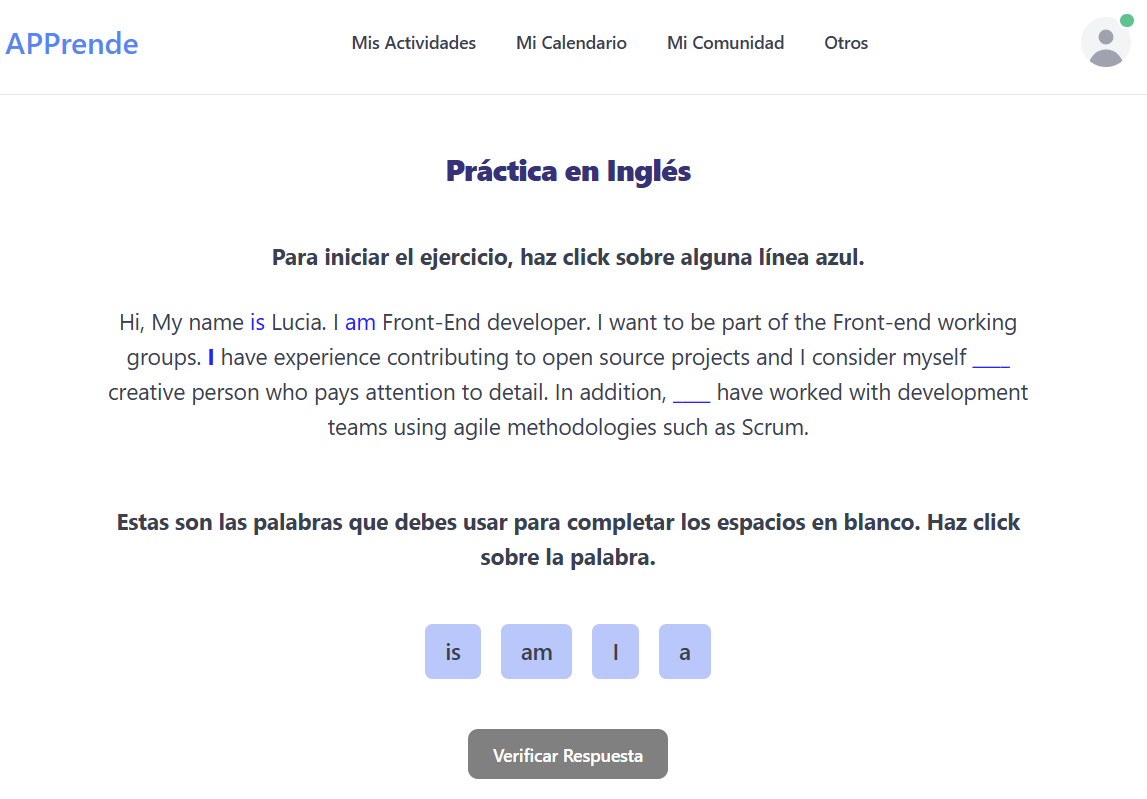 APPrende
Mis Actividades
Mi Calendario
Mi Comunidad
Otros
Práctica en Inglés
Para iniciar el ejercicio, haz click sobre alguna línea azul.
Hi, My name is Lucia. I am Front-End developer. I want to be part of the Front-end working
groups. I have experience contributing to open source projects and I consider myself ____
creative person who pays attention to detail. In addition, ____ have worked with development
teams using agile methodologies such as Scrum.
Estas son las palabras que debes usar para completar los espacios en blanco. Haz click
sobre la palabra.
is
am
I
a
Verificar Respuesta